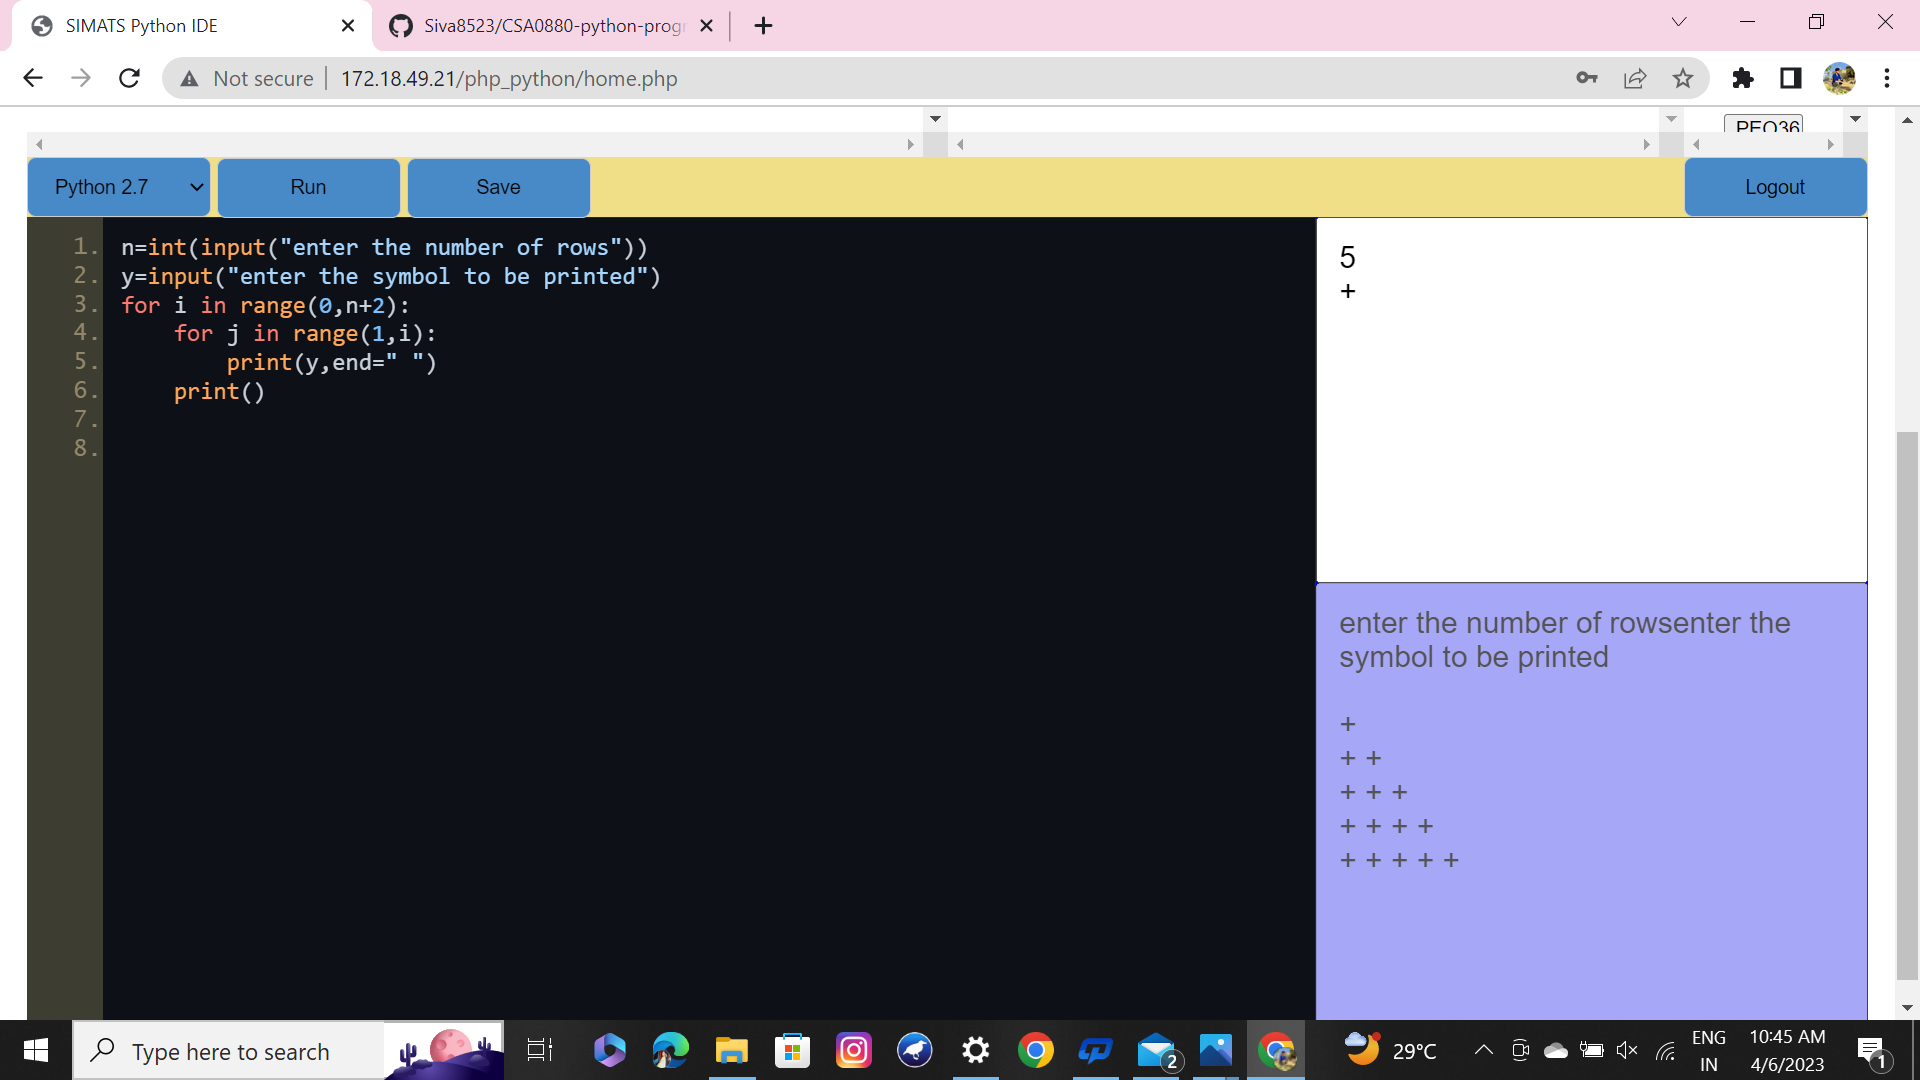 SIMATS Python IDE
Siva8523/CSA0880-python-progr
Not secure
172.18.49.21/php_python/home.php
Python 2.7
Run
Save
Logout
1. n=int(input("enter the number of rows"))
2. y=input("enter the symbol to be printed")
3. for i in range(0,n+2):
4.     for j in range(1,i):
5.         print(y,end=" ")
6.     print()
7.
8.
5
+
enter the number of rowsenter the
symbol to be printed
+
+ +
+ + +
+ + + +
+ + + + +
Type here to search
2
29°C
ENG
IN
10:45 AM
4/6/2023
1